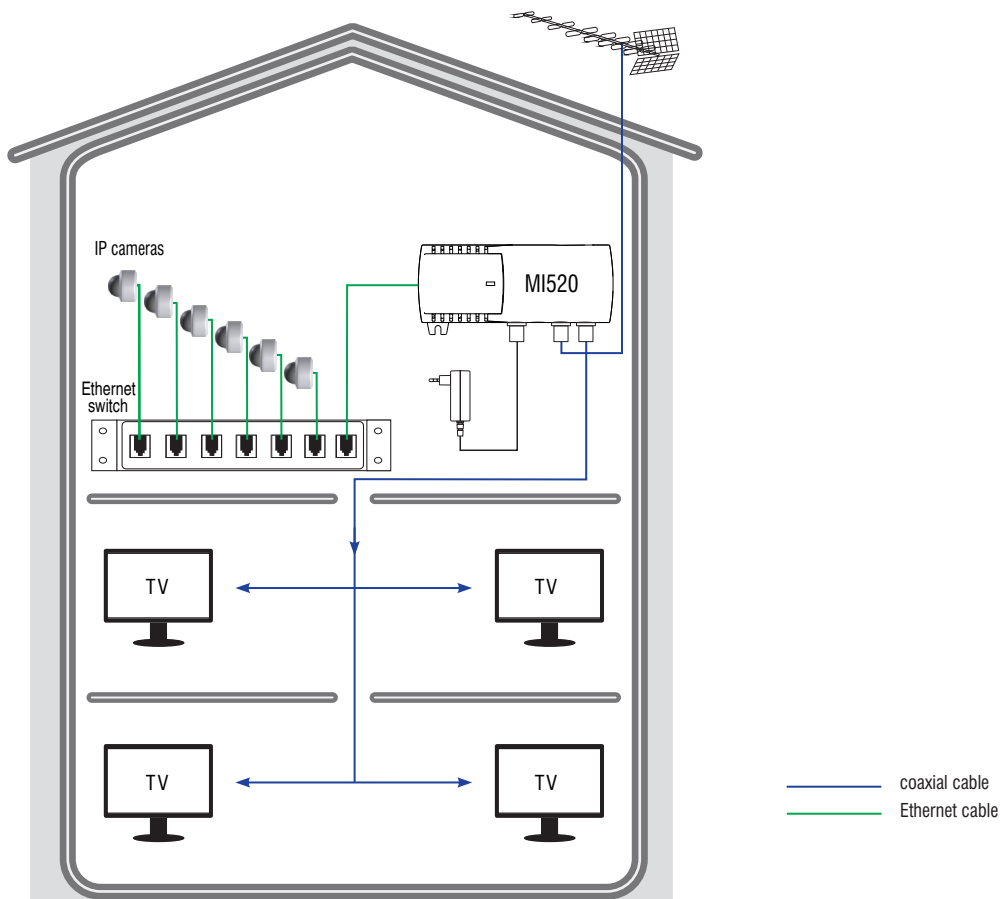 IP cameras
MI520
Ethernet
switch
TV
TV
TV
TV
coaxial cable
Ethernet cable